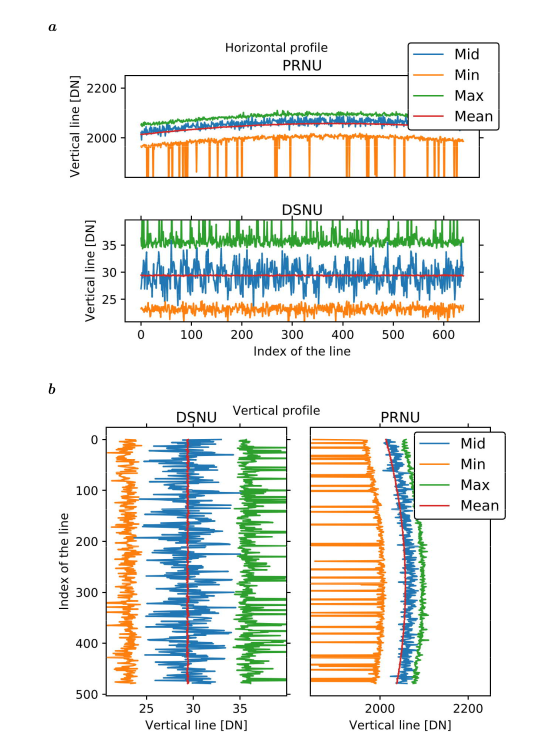 a
Horizontal profile
PRNU
Mid
Min
Max
Mean
Vertical line [DN]
2200
2000
DSNU
Vertical line [DN]
35
30
25
0 100 200 300 400 500 600
Index of the line
b
Vertical profile
DSNU PRNU
Mid
Min
Max
Mean
Index of the line
0
100
200
300
400
500
25 30 35 2000 2200
Vertical line [DN] Vertical line [DN]